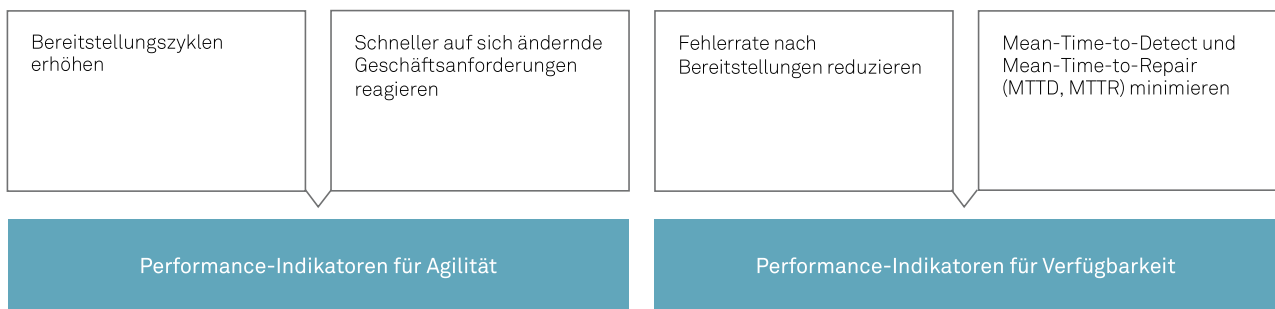 Bereitstellungszyklen
erhöhen
Schneller auf sich ändernde
Geschäftsanforderungen
reagieren
Fehlerrate nach
Bereitstellungen reduzieren
Mean-Time-to-Detect und
Mean-Time-to-Repair
(MTTD, MTTR) minimieren
Performance-Indikatoren für Agilität
Performance-Indikatoren für Verfügbarkeit